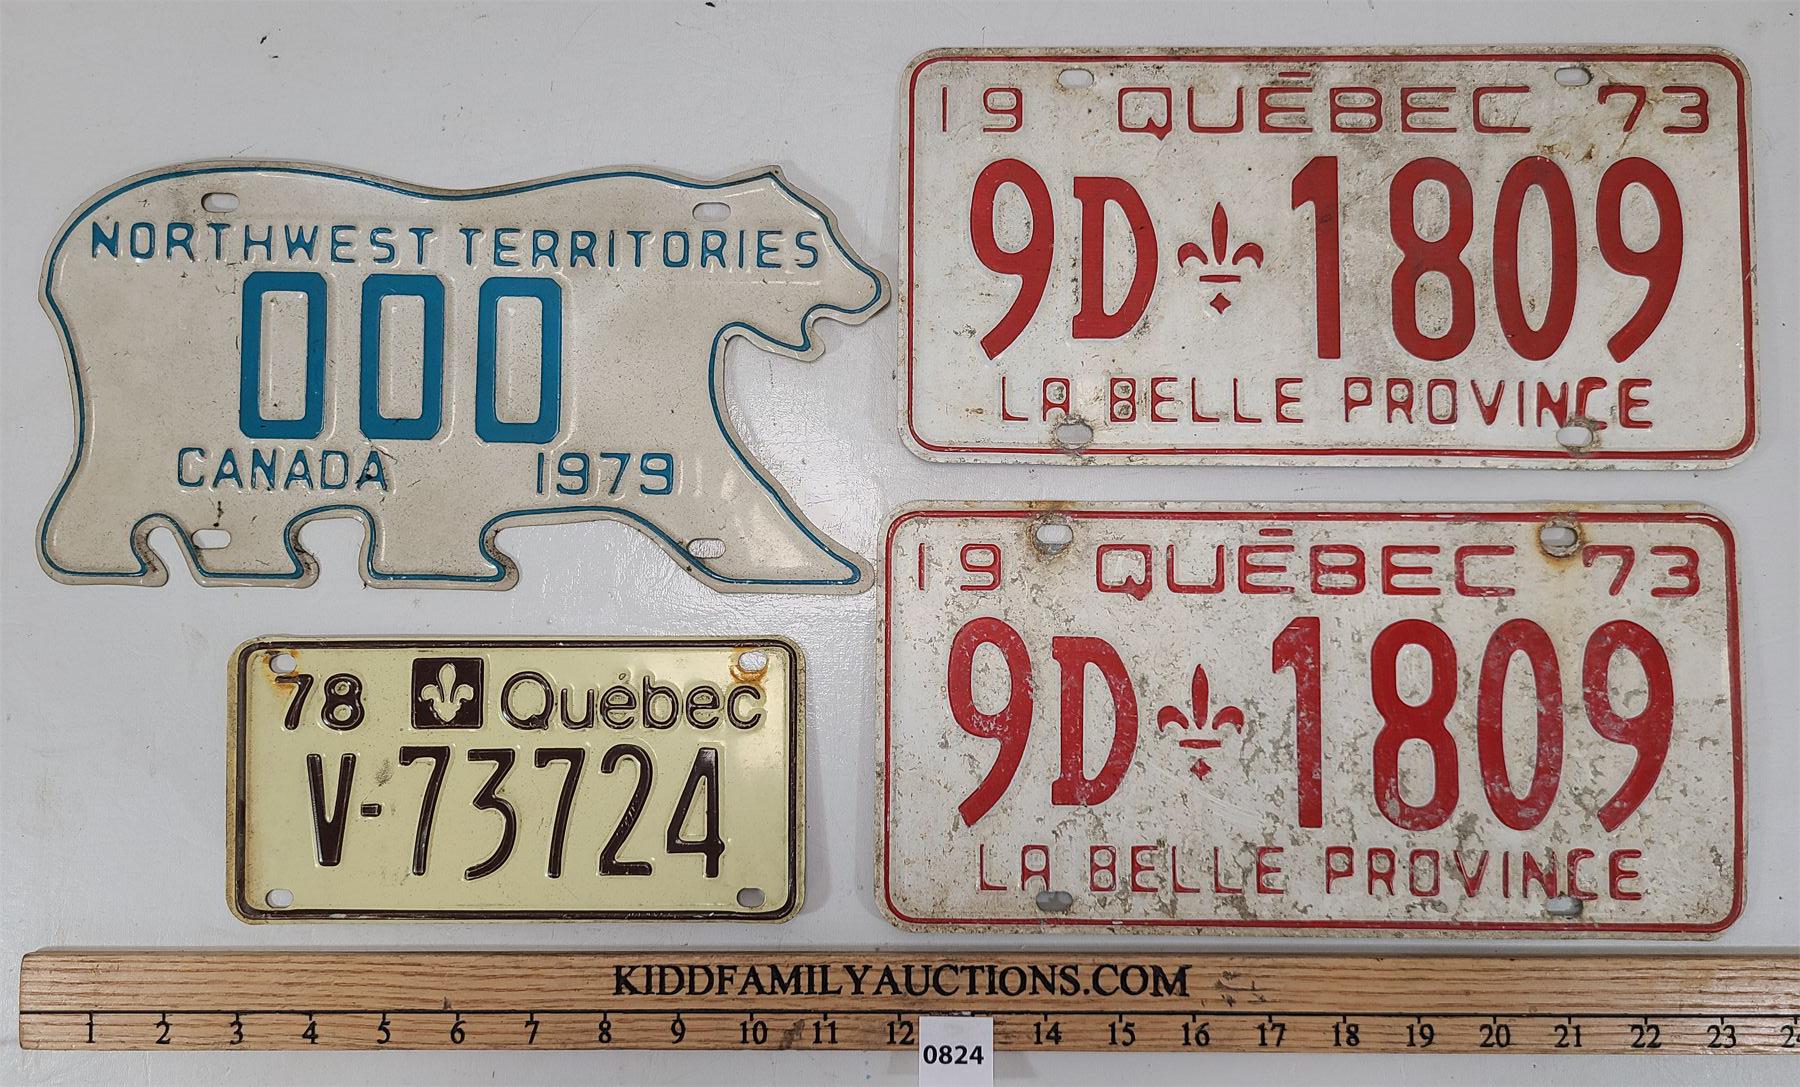 NORTHWEST TERRITORIES
000
CANADA 1979
19 QUÉBEC 73
9D 1809
LA BELLE PROVINCE
78 Québec
V-73724
19 QUÉBEC 73
9D 1809
LA BELLE PROVINCE
KIDDFAMILYAUCTIONS.COM
1 2 3 4 5 6 7 8 9 10 11 12 14 15 16 17 18 19 20 21 22 23 24
0824